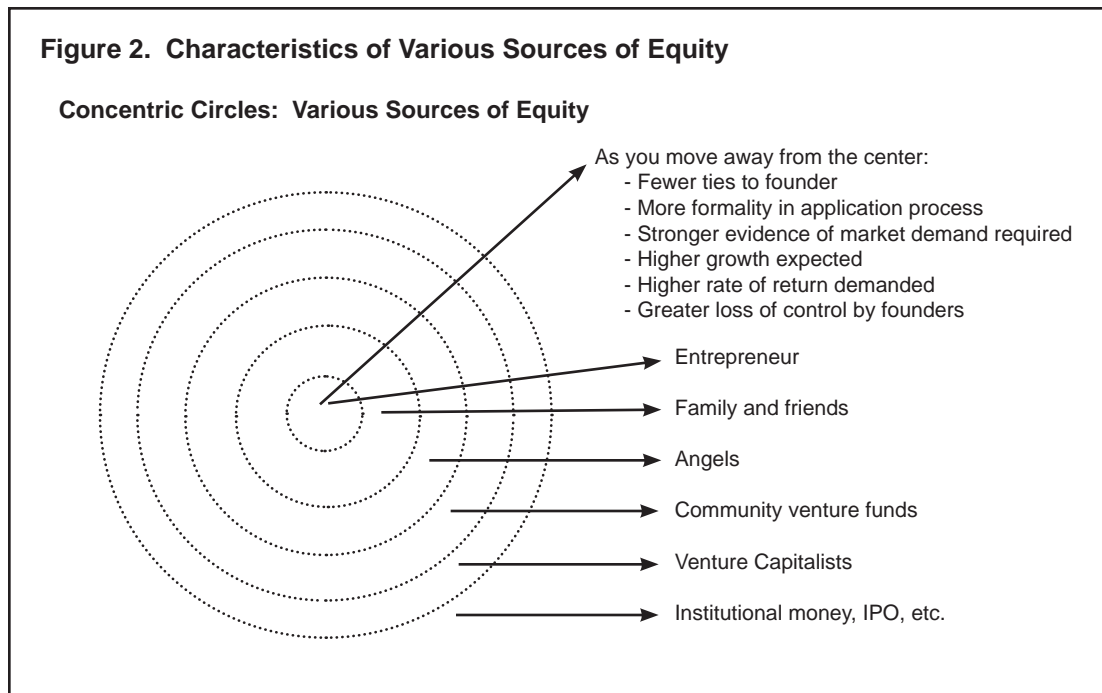 Figure 2.  Characteristics of Various Sources of Equity
Concentric Circles:  Various Sources of Equity
As you move away from the center:
- Fewer ties to founder
- More formality in application process
- Stronger evidence of market demand required
- Higher growth expected
- Higher rate of return demanded
- Greater loss of control by founders
Entrepreneur
Family and friends
Angels
Community venture funds
Venture Capitalists
Institutional money, IPO, etc.